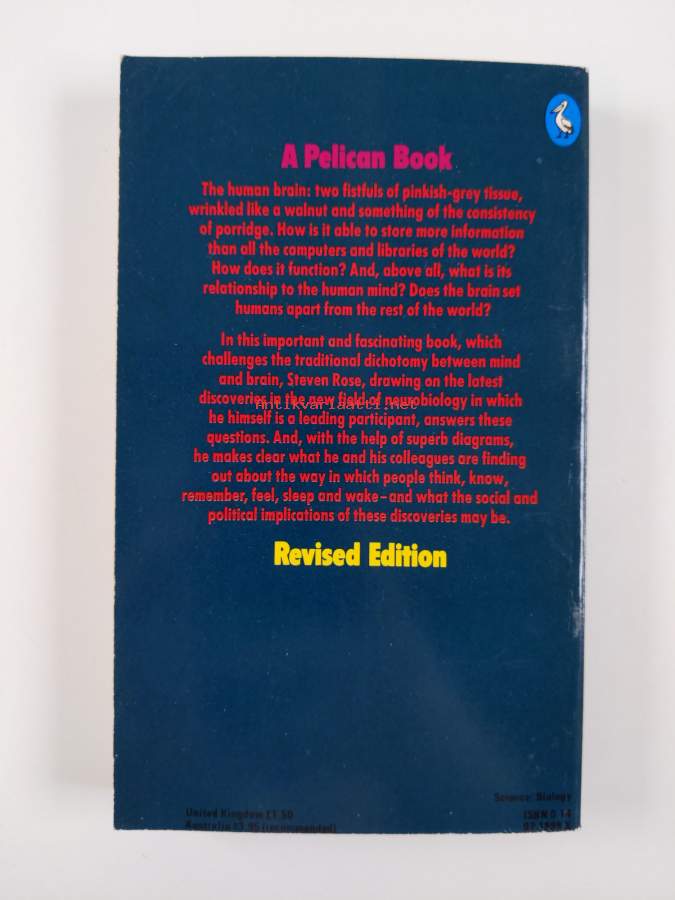 A Pelican Book
The human brain: two fistfuls of pinkish-grey tissue,
wrinkled like a walnut and something of the consistency
of porridge. How is it able to store more information
than all the computers and libraries of the world?
How does it function? And, above all, what is its
relationship to the human mind? Does the brain set
humans apart from the rest of the world?
In this important and fascinating book, which
challenges the traditional dichotomy between mind
and brain, Steven Rose, drawing on the latest
discoveries in the new field of neurobiology in which
Antikvariaatti.net
he himself is a leading participant, answers these
questions. And, with the help of superb diagrams,
he makes clear what he and his colleagues are finding
out about the way in which people think, know,
remember, feel, sleep and wake–and what the social and
political implications of these discoveries may be.
Revised Edition
Science/Biology
United Kingdom £1.50
ISBN 0 14
Australia (recommended)